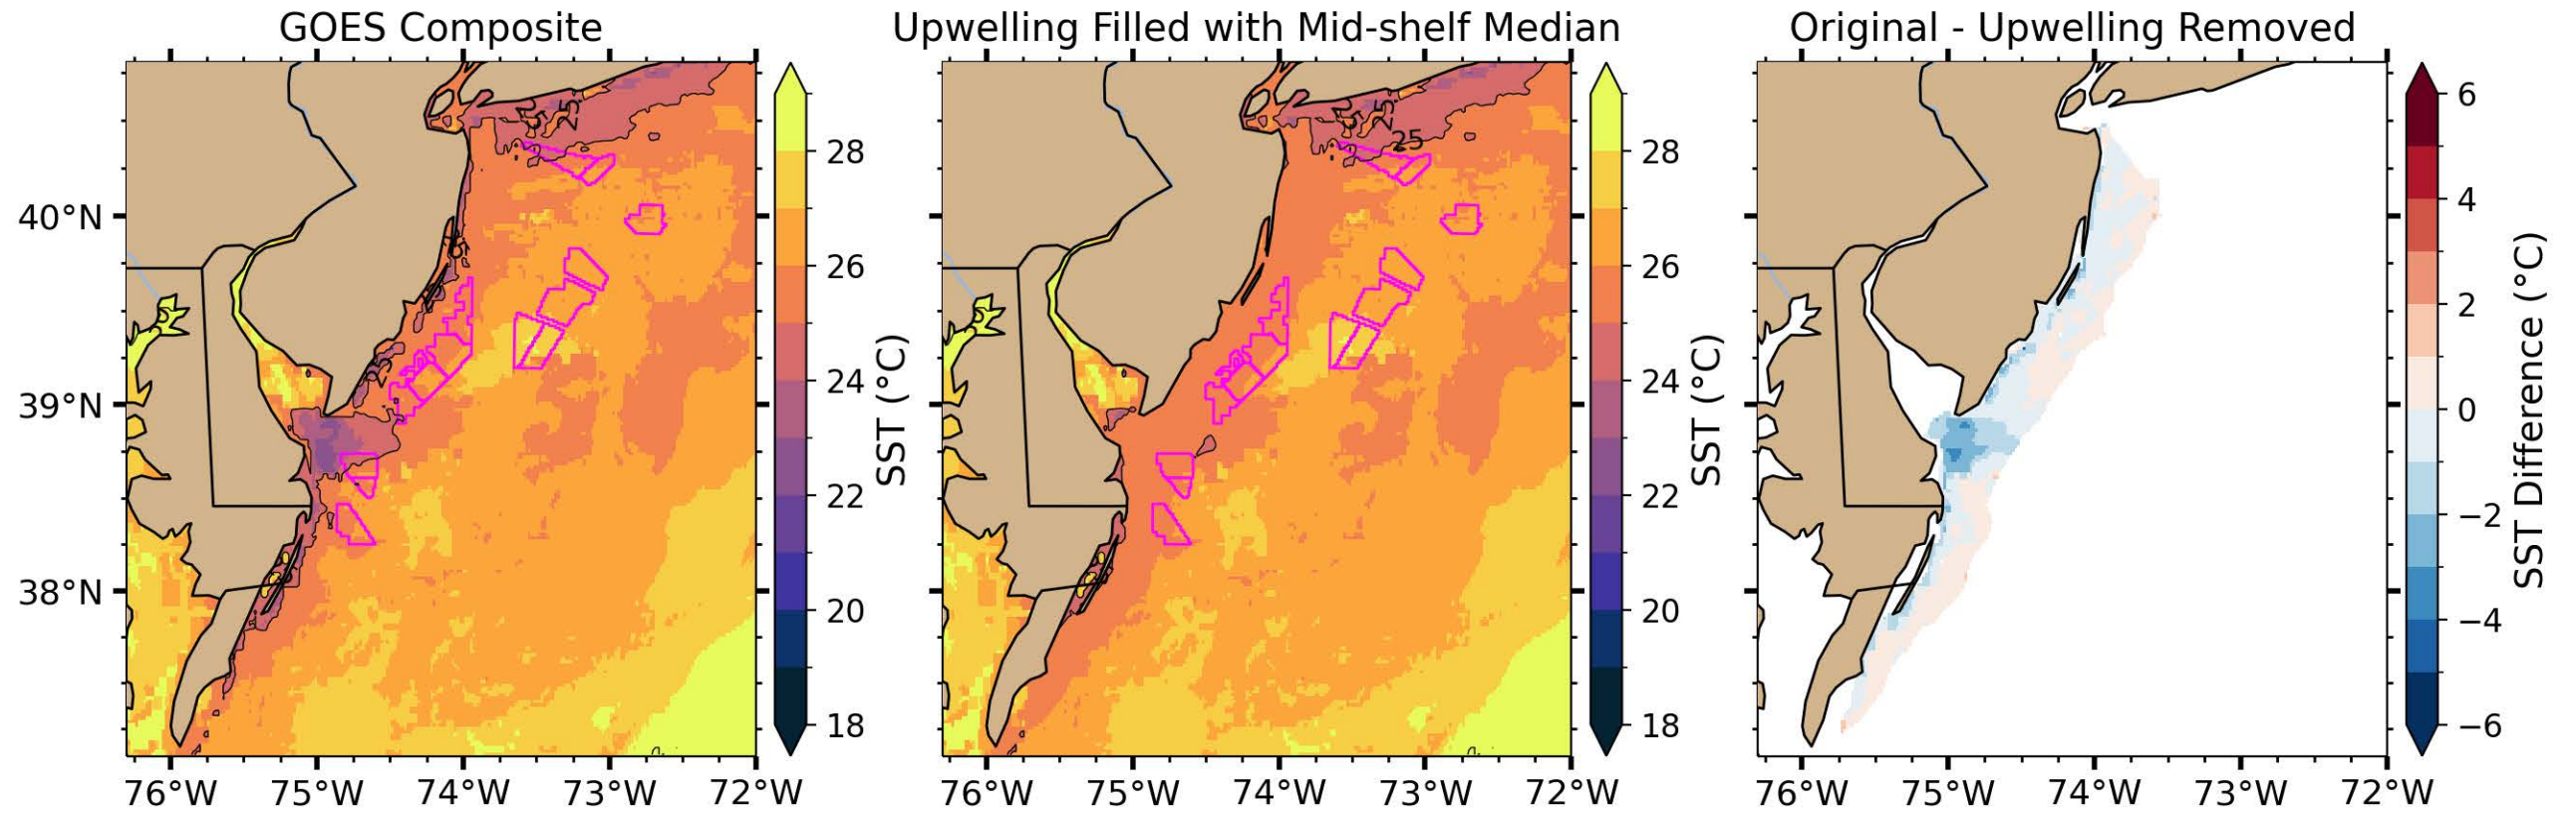 GOES Composite
Upwelling Filled with Mid-shelf Median
Original - Upwelling Removed
40°N
39°N
38°N
76°W
75°W
74°W
73°W
72°W
28
26
24
22
20
18
SST (°C)
25
76°W
75°W
74°W
73°W
72°W
25
28
26
24
22
20
18
SST (°C)
76°W
75°W
74°W
73°W
72°W
6
4
2
0
−2
−4
−6
SST Difference (°C)